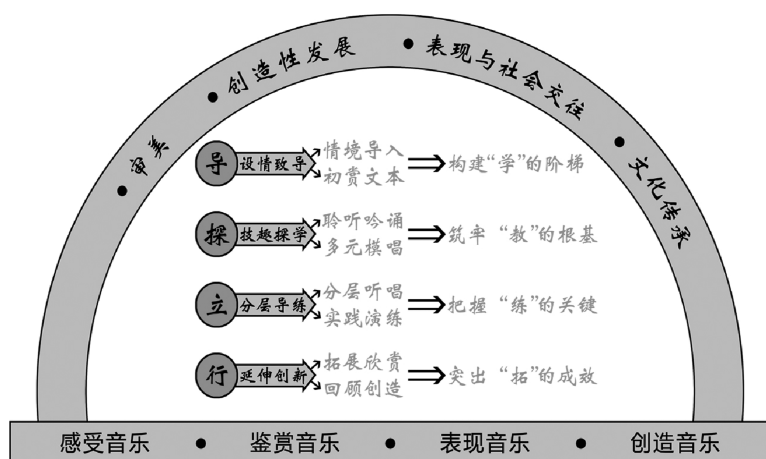 • 审美 • 创造性发展 • 表现与社会交往 • 文化传承
导 设情致导 情境导入 初赏文本 构建“学”的阶梯
探 技趣探学 聆听吟诵 多元模唱 筑牢“教”的根基
立 分层导练 分层听唱 实践演练 把握“练”的关键
行 延伸创新 拓展欣赏 回顾创造 突出“拓”的成效
感受音乐 • 鉴赏音乐 • 表现音乐 • 创造音乐